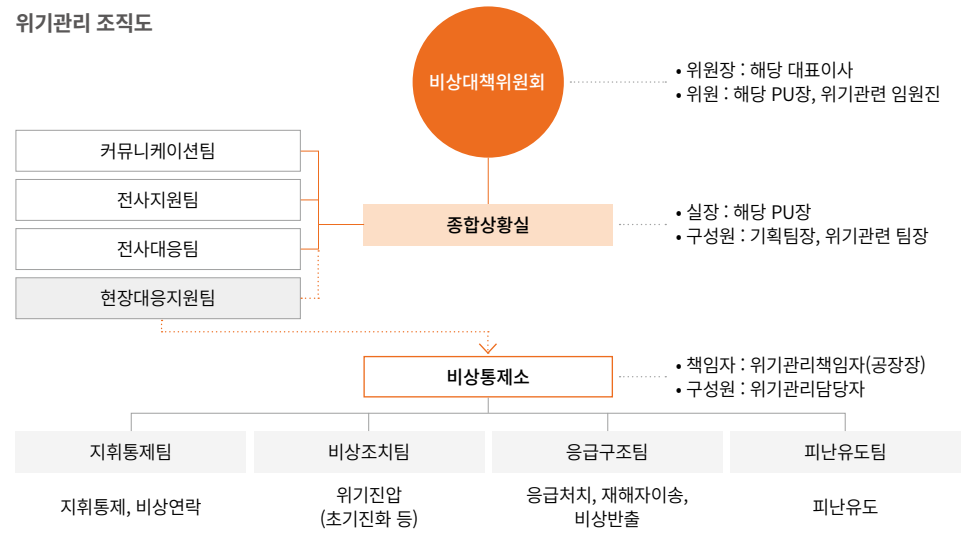 위기관리 조직도
비상대책위원회
• 위원장 : 해당 대표이사
• 위원 : 해당 PU장, 위기관련 임원진
커뮤니케이션팀
전사지원팀
전사대응팀
현장대응지원팀
종합상황실
• 실장 : 해당 PU장
• 구성원 : 기획팀장, 위기관련 팀장
비상통제소
• 책임자 : 위기관리책임자(공장장)
• 구성원 : 위기관리담당자
지휘통제팀
지휘통제, 비상연락
비상조치팀
위기진압
(초기진화 등)
응급구조팀
응급처치, 재해자이송,
비상반출
피난유도팀
피난유도